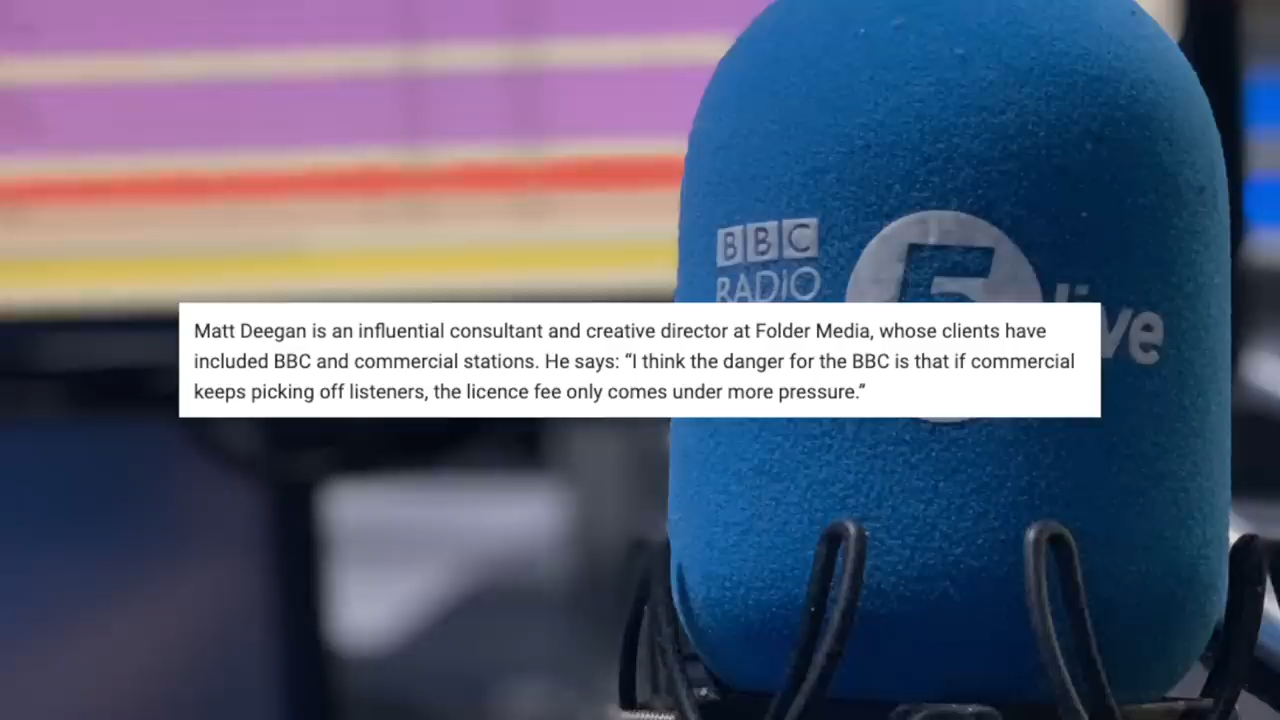 BBC
RADIO
5
live
Matt Deegan is an influential consultant and creative director at Folder Media, whose clients have
included BBC and commercial stations. He says: “I think the danger for the BBC is that if commercial
keeps picking off listeners, the licence fee only comes under more pressure.”